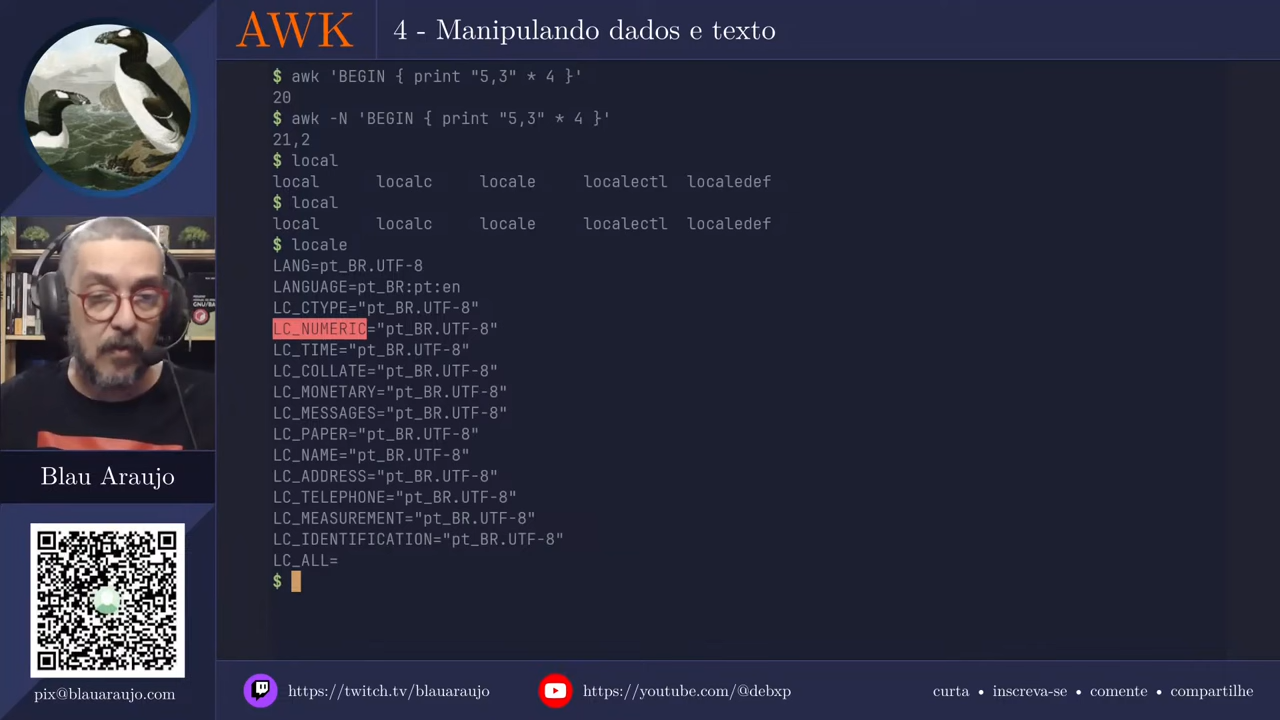 AWK
4 - Manipulando dados e texto
$ awk 'BEGIN { print "5,3" * 4 }'
20
$ awk -N 'BEGIN { print "5,3" * 4 }'
21,2
$ local
local localc locale localectl localedef
$ local
local localc locale localectl localedef
$ locale
LANG=pt_BR.UTF-8
LANGUAGE=pt_BR:pt:en
LC_CTYPE="pt_BR.UTF-8"
LC_NUMERIC="pt_BR.UTF-8"
LC_TIME="pt_BR.UTF-8"
LC_COLLATE="pt_BR.UTF-8"
LC_MONETARY="pt_BR.UTF-8"
LC_MESSAGES="pt_BR.UTF-8"
LC_PAPER="pt_BR.UTF-8"
LC_NAME="pt_BR.UTF-8"
LC_ADDRESS="pt_BR.UTF-8"
LC_TELEPHONE="pt_BR.UTF-8"
LC_MEASUREMENT="pt_BR.UTF-8"
LC_IDENTIFICATION="pt_BR.UTF-8"
LC_ALL=
$
Blau Araujo
pix@blauaraujo.com
https://twitch.tv/blauaraujo
https://youtube.com/@debxp
curta • inscreva-se • comente • compartilhe